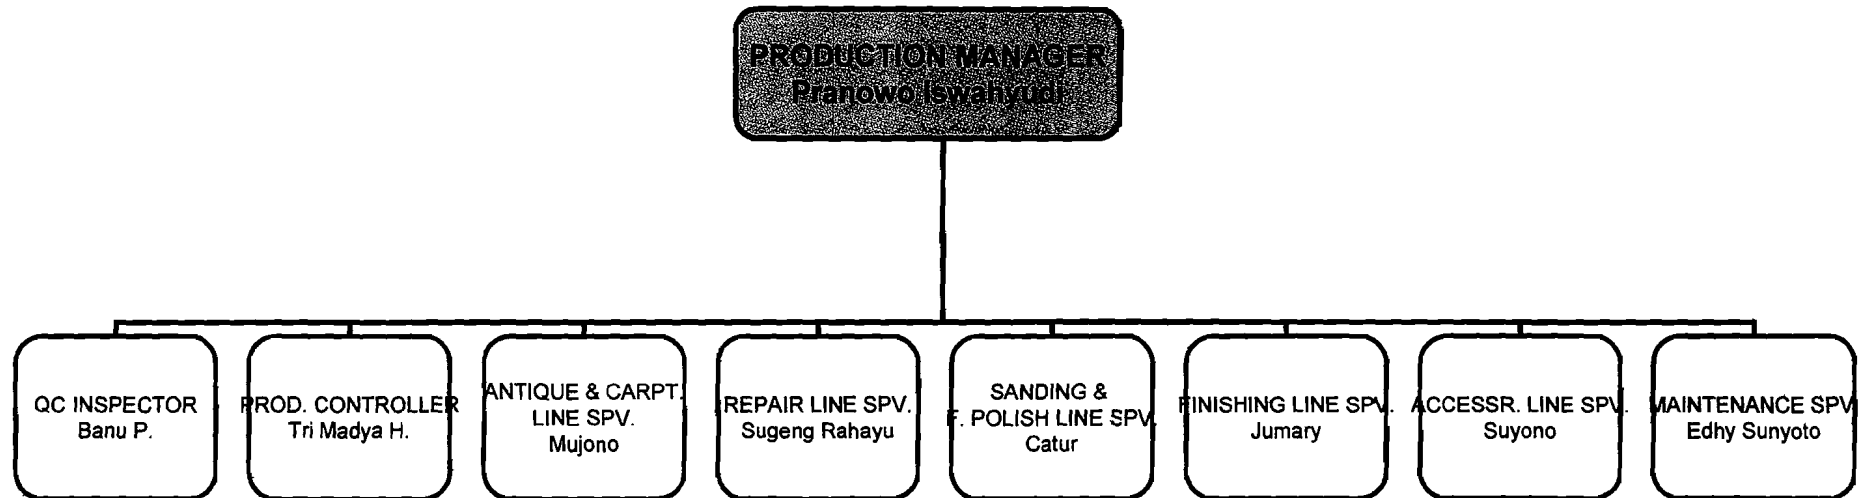 PRODUCTION MANAGER
Pranowo Iswahyudi
QC INSPECTOR
Banu P.
PROD. CONTROLLER
Tri Madya H.
ANTIQUE & CARPT.
LINE SPV.
Mujono
REPAIR LINE SPV.
Sugeng Rahayu
SANDING &
F. POLISH LINE SPV.
Catur
FINISHING LINE SPV.
Jumary
ACCESSR. LINE SPV.
Suyono
MAINTENANCE SPV.
Edhy Sunyoto